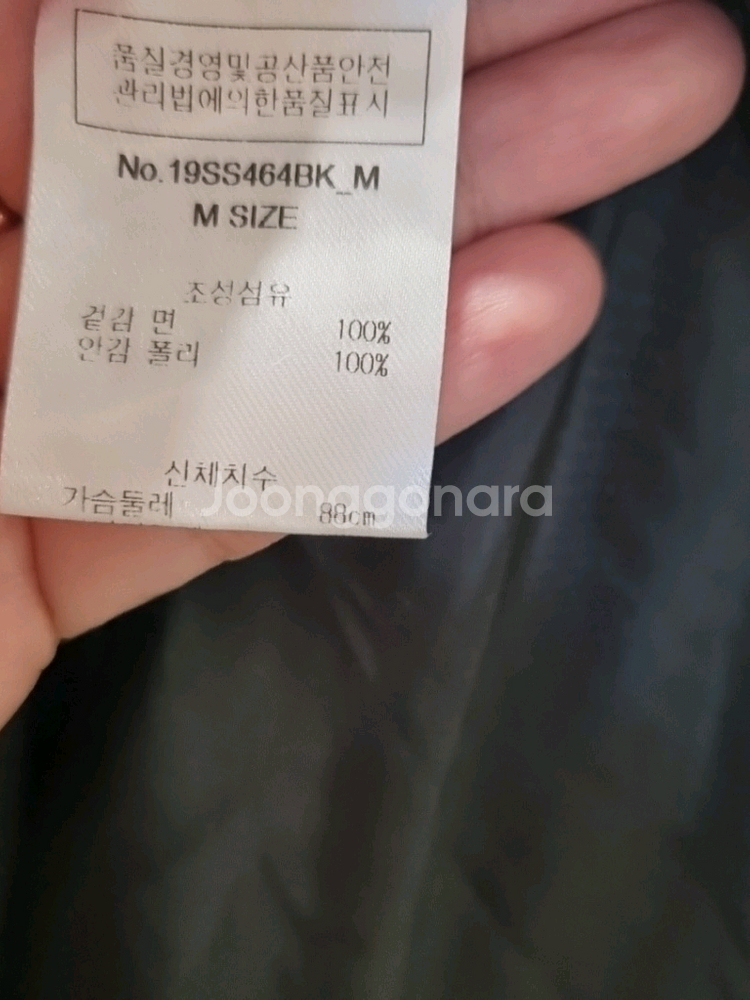 품질경영및공산품안전
관리법에의한품질표시
No.19SS464BK_M
M SIZE
조성섬유
겉감 면 100%
안감 폴리 100%
신체치수
가슴둘레 88cm
Joonggonara